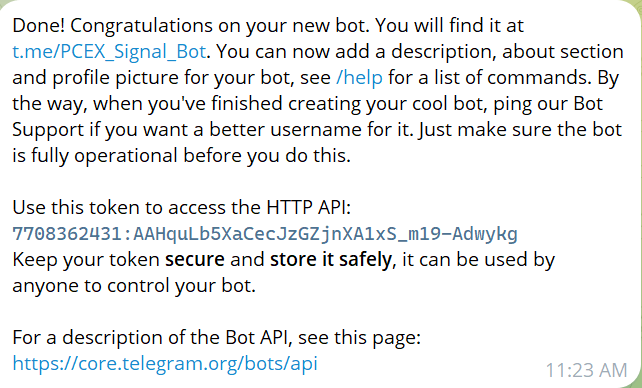 Done! Congratulations on your new bot. You will find it at
t.me/PCEX_Signal_Bot. You can now add a description, about section
and profile picture for your bot, see /help for a list of commands. By
the way, when you've finished creating your cool bot, ping our Bot
Support if you want a better username for it. Just make sure the bot
is fully operational before you do this.
Use this token to access the HTTP API:
7708362431:AAHquLb5XaCecJzGZjnXA1xS_m19-Adwykg
Keep your token secure and store it safely, it can be used by
anyone to control your bot.
For a description of the Bot API, see this page:
https://core.telegram.org/bots/api
11:23 AM